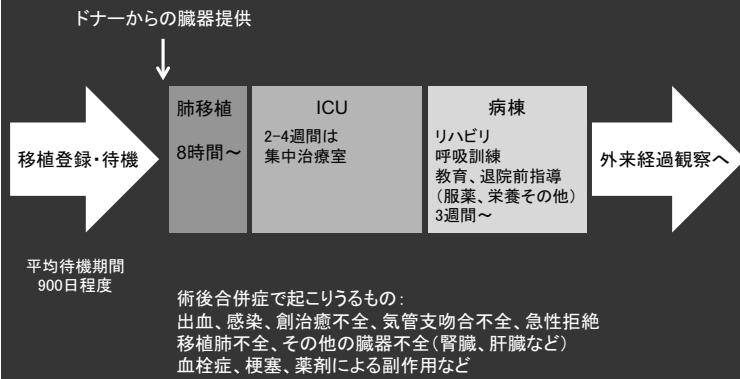 ドナーからの臓器提供
移植登録・待機
肺移植
8時間～
ICU
2-4週間は
集中治療室
病棟
リハビリ
呼吸訓練
教育、退院前指導
（服薬、栄養その他）
3週間～
外来経過観察へ
平均待機期間
900日程度
術後合併症で起こりうるもの：
出血、感染、創治癒不全、気管支吻合不全、急性拒絶
移植肺不全、その他の臓器不全（腎臓、肝臓など）
血栓症、梗塞、薬剤による副作用など